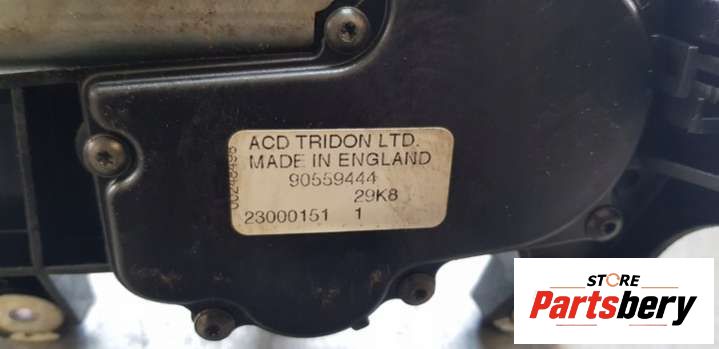 ACD TRIDON LTD.
MADE IN ENGLAND
90559444
29K8
23000151 1
STORE
Partsbery